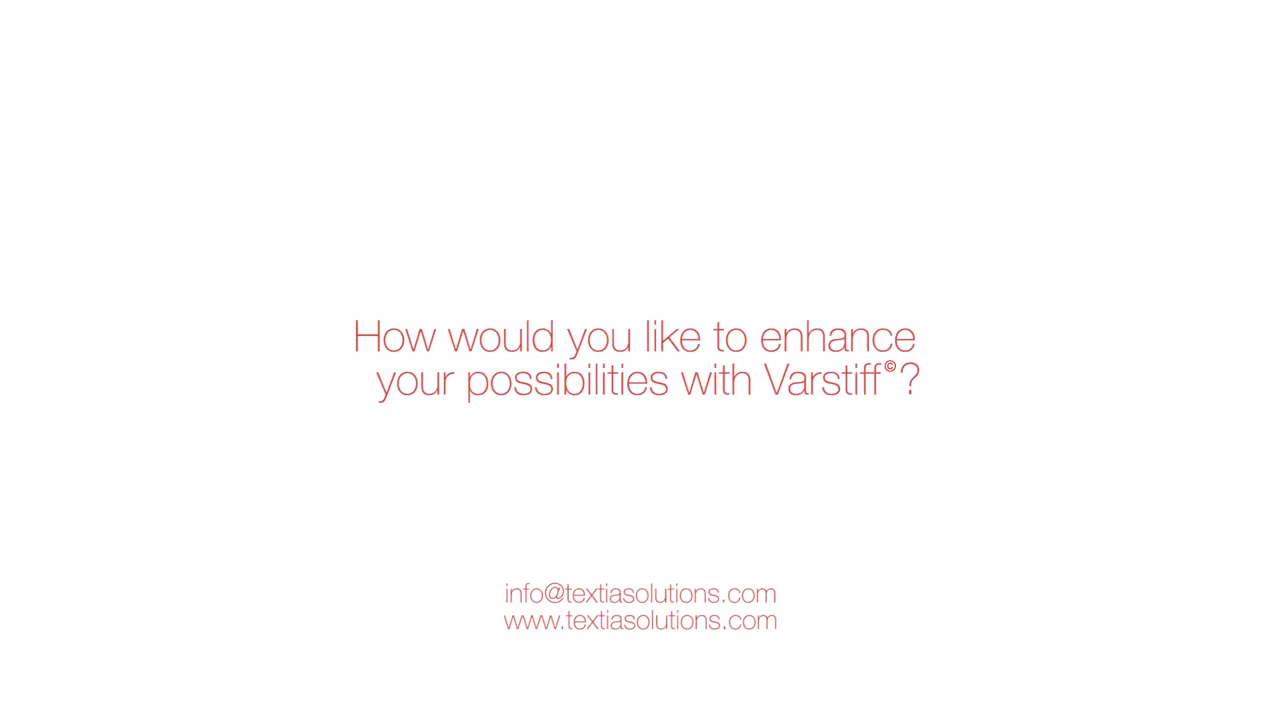 How would you like to enhance
your possibilities with Varstiff©?
info@textiasolutions.com
www.textiasolutions.com